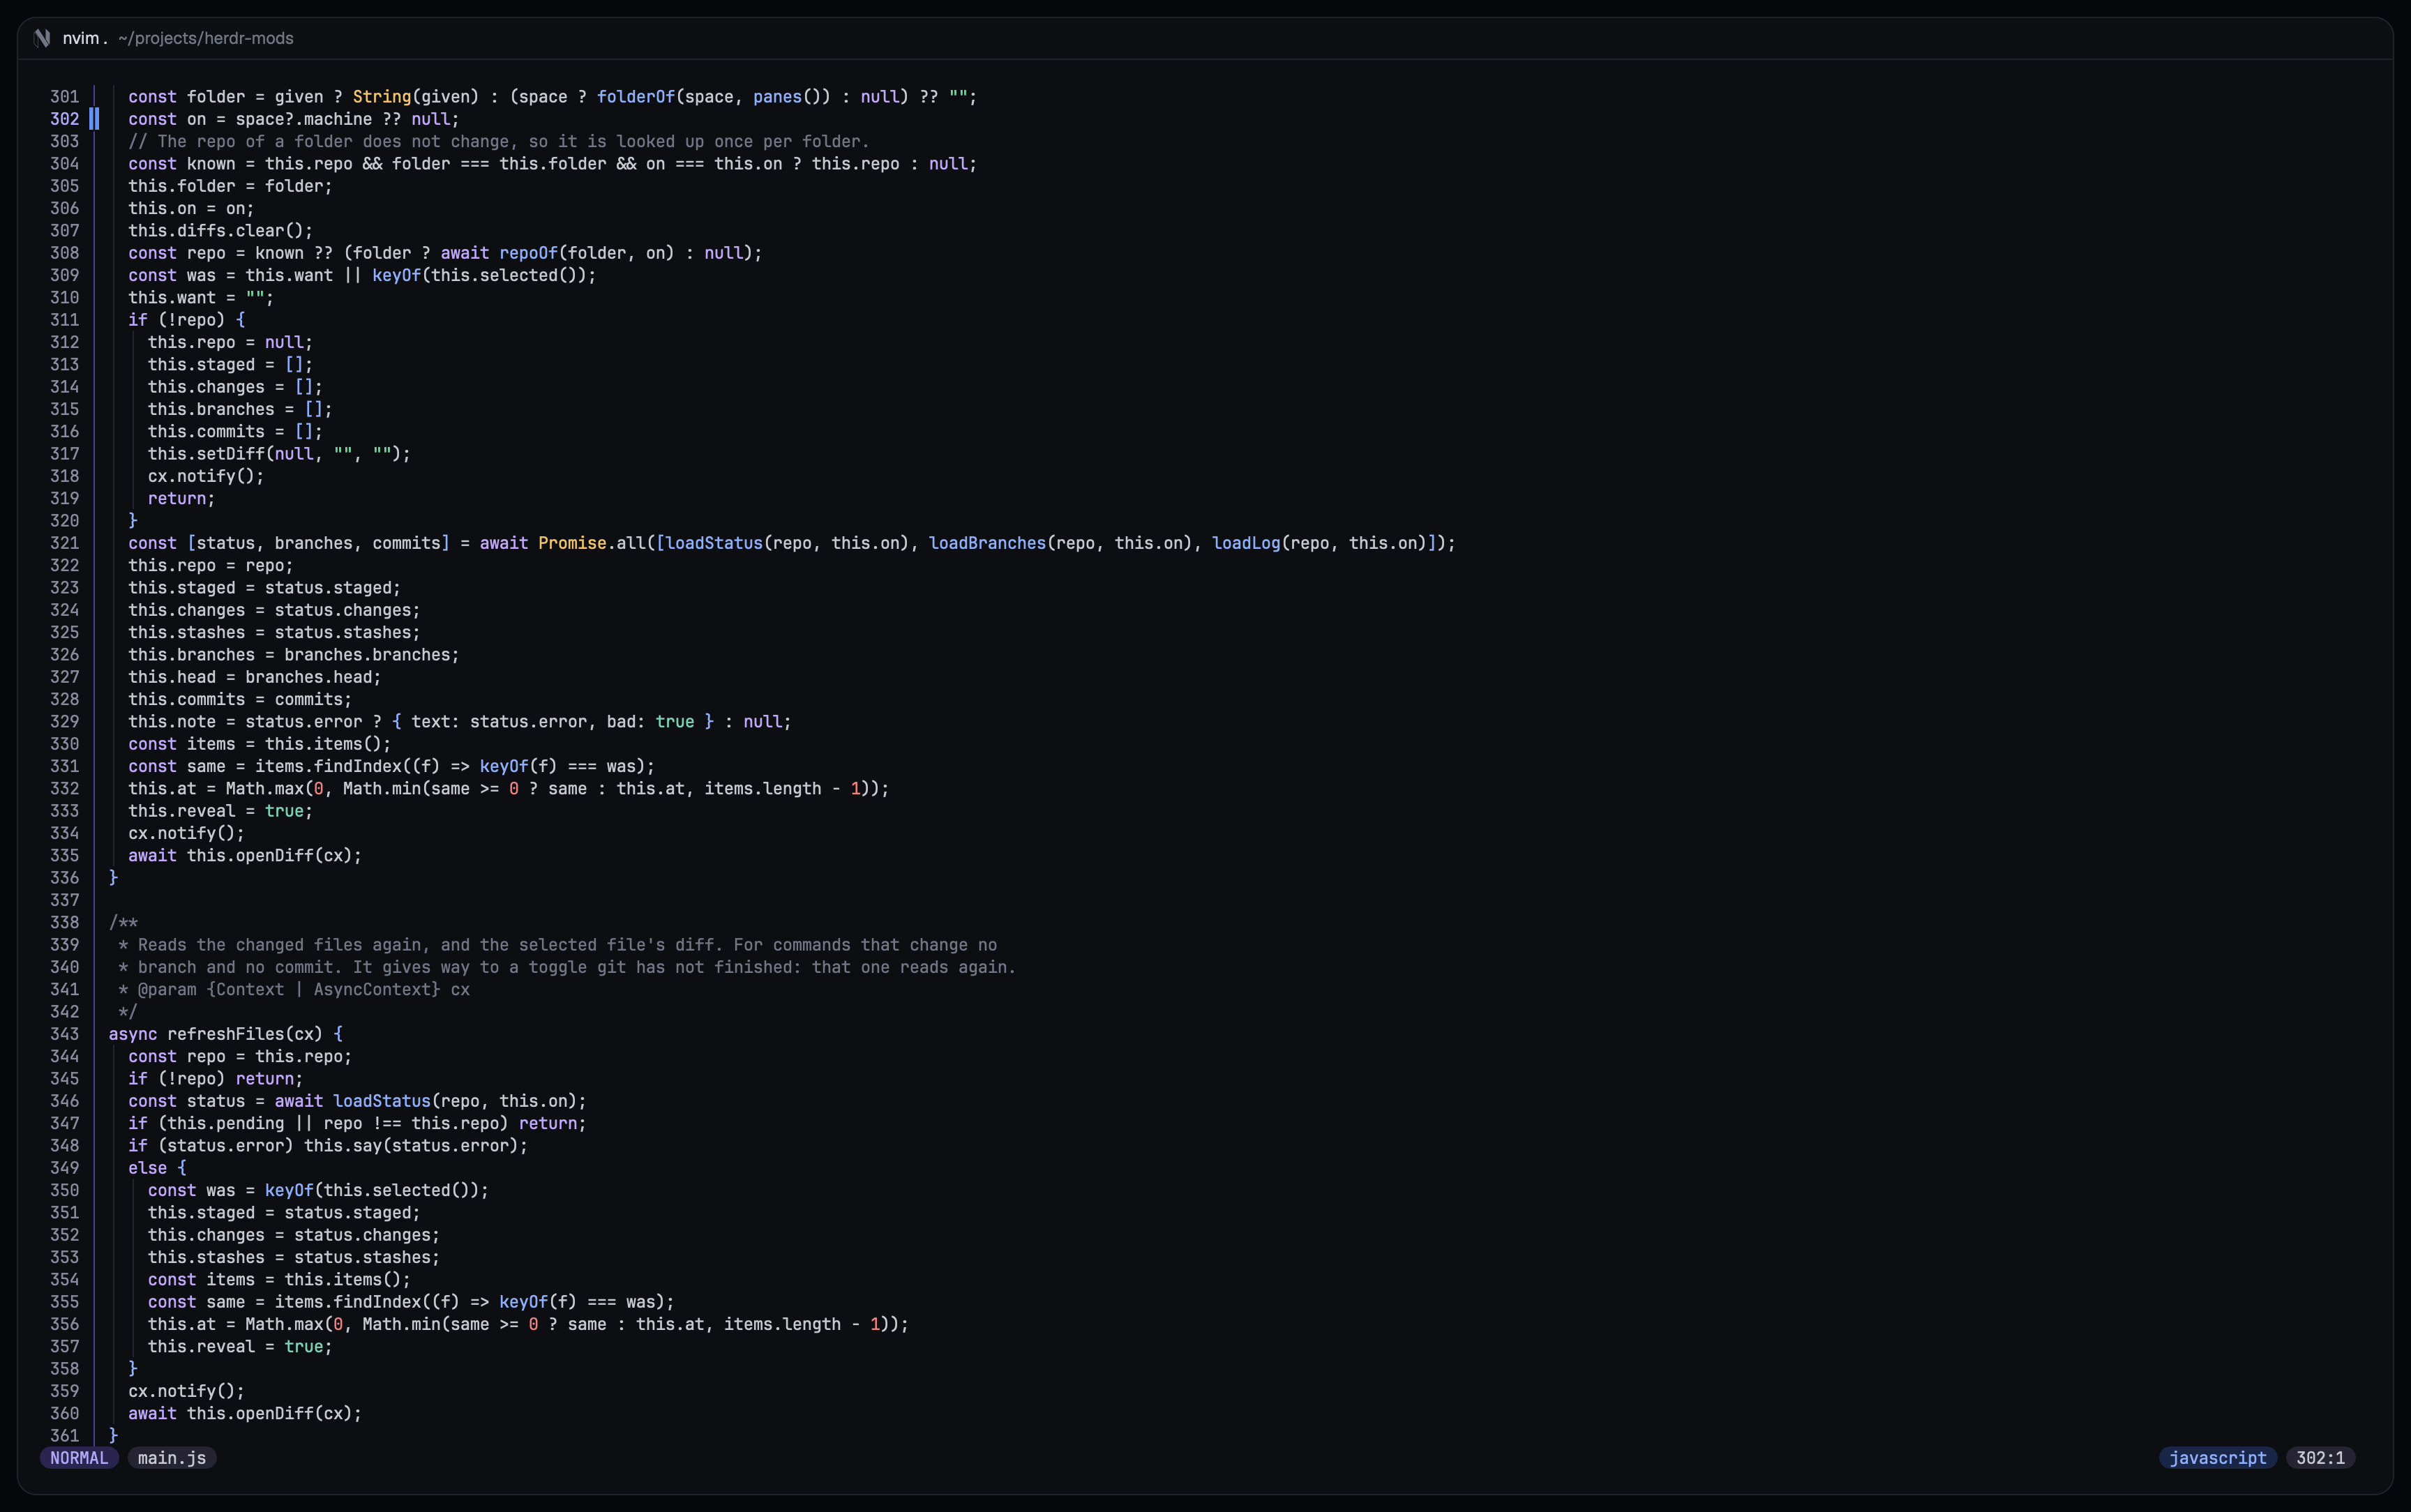 nvim . ~/projects/herdr-mods
301 const folder = given ? String(given) : (space ? folderOf(space, panes()) : null) ?? "";
302 const on = space?.machine ?? null;
303 // The repo of a folder does not change, so it is looked up once per folder.
304 const known = this.repo && folder === this.folder && on === this.on ? this.repo : null;
305 this.folder = folder;
306 this.on = on;
307 this.diffs.clear();
308 const repo = known ?? (folder ? await repoOf(folder, on) : null);
309 const was = this.want || keyOf(this.selected());
310 this.want = "";
311 if (!repo) {
312 this.repo = null;
313 this.staged = [];
314 this.changes = [];
315 this.branches = [];
316 this.commits = [];
317 this.setDiff(null, "", "");
318 cx.notify();
319 return;
320 }
321 const [status, branches, commits] = await Promise.all([loadStatus(repo, this.on), loadBranches(repo, this.on), loadLog(repo, this.on)]);
322 this.repo = repo;
323 this.staged = status.staged;
324 this.changes = status.changes;
325 this.stashes = status.stashes;
326 this.branches = branches.branches;
327 this.head = branches.head;
328 this.commits = commits;
329 this.note = status.error ? { text: status.error, bad: true } : null;
330 const items = this.items();
331 const same = items.findIndex((f) => keyOf(f) === was);
332 this.at = Math.max(0, Math.min(same >= 0 ? same : this.at, items.length - 1));
333 this.reveal = true;
334 cx.notify();
335 await this.openDiff(cx);
336 }
337
338 /**
339 * Reads the changed files again, and the selected file's diff. For commands that change no
340 * branch and no commit. It gives way to a toggle git has not finished: that one reads again.
341 * @param {Context | AsyncContext} cx
342 */
343 async refreshFiles(cx) {
344 const repo = this.repo;
345 if (!repo) return;
346 const status = await loadStatus(repo, this.on);
347 if (this.pending || repo !== this.repo) return;
348 if (status.error) this.say(status.error);
349 else {
350 const was = keyOf(this.selected());
351 this.staged = status.staged;
352 this.changes = status.changes;
353 this.stashes = status.stashes;
354 const items = this.items();
355 const same = items.findIndex((f) => keyOf(f) === was);
356 this.at = Math.max(0, Math.min(same >= 0 ? same : this.at, items.length - 1));
357 this.reveal = true;
358 }
359 cx.notify();
360 await this.openDiff(cx);
361 }
NORMAL main.js javascript 302:1